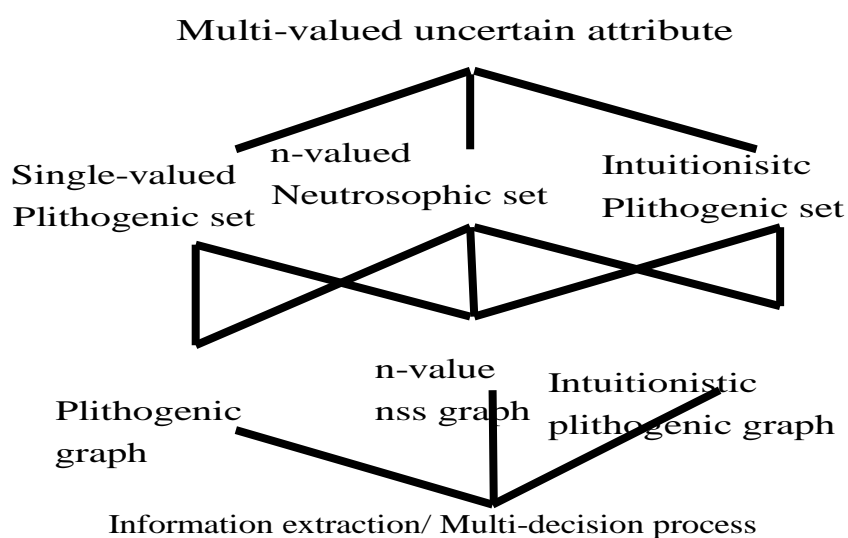 Multi-valued uncertain attribute
Single-valued
Plithogenic set
n-valued
Neutrosophic set
Intuitionisitc
Plithogenic set
Plithogenic
graph
n-value
nss graph
Intuitionistic
plithogenic graph
Information extraction/ Multi-decision process